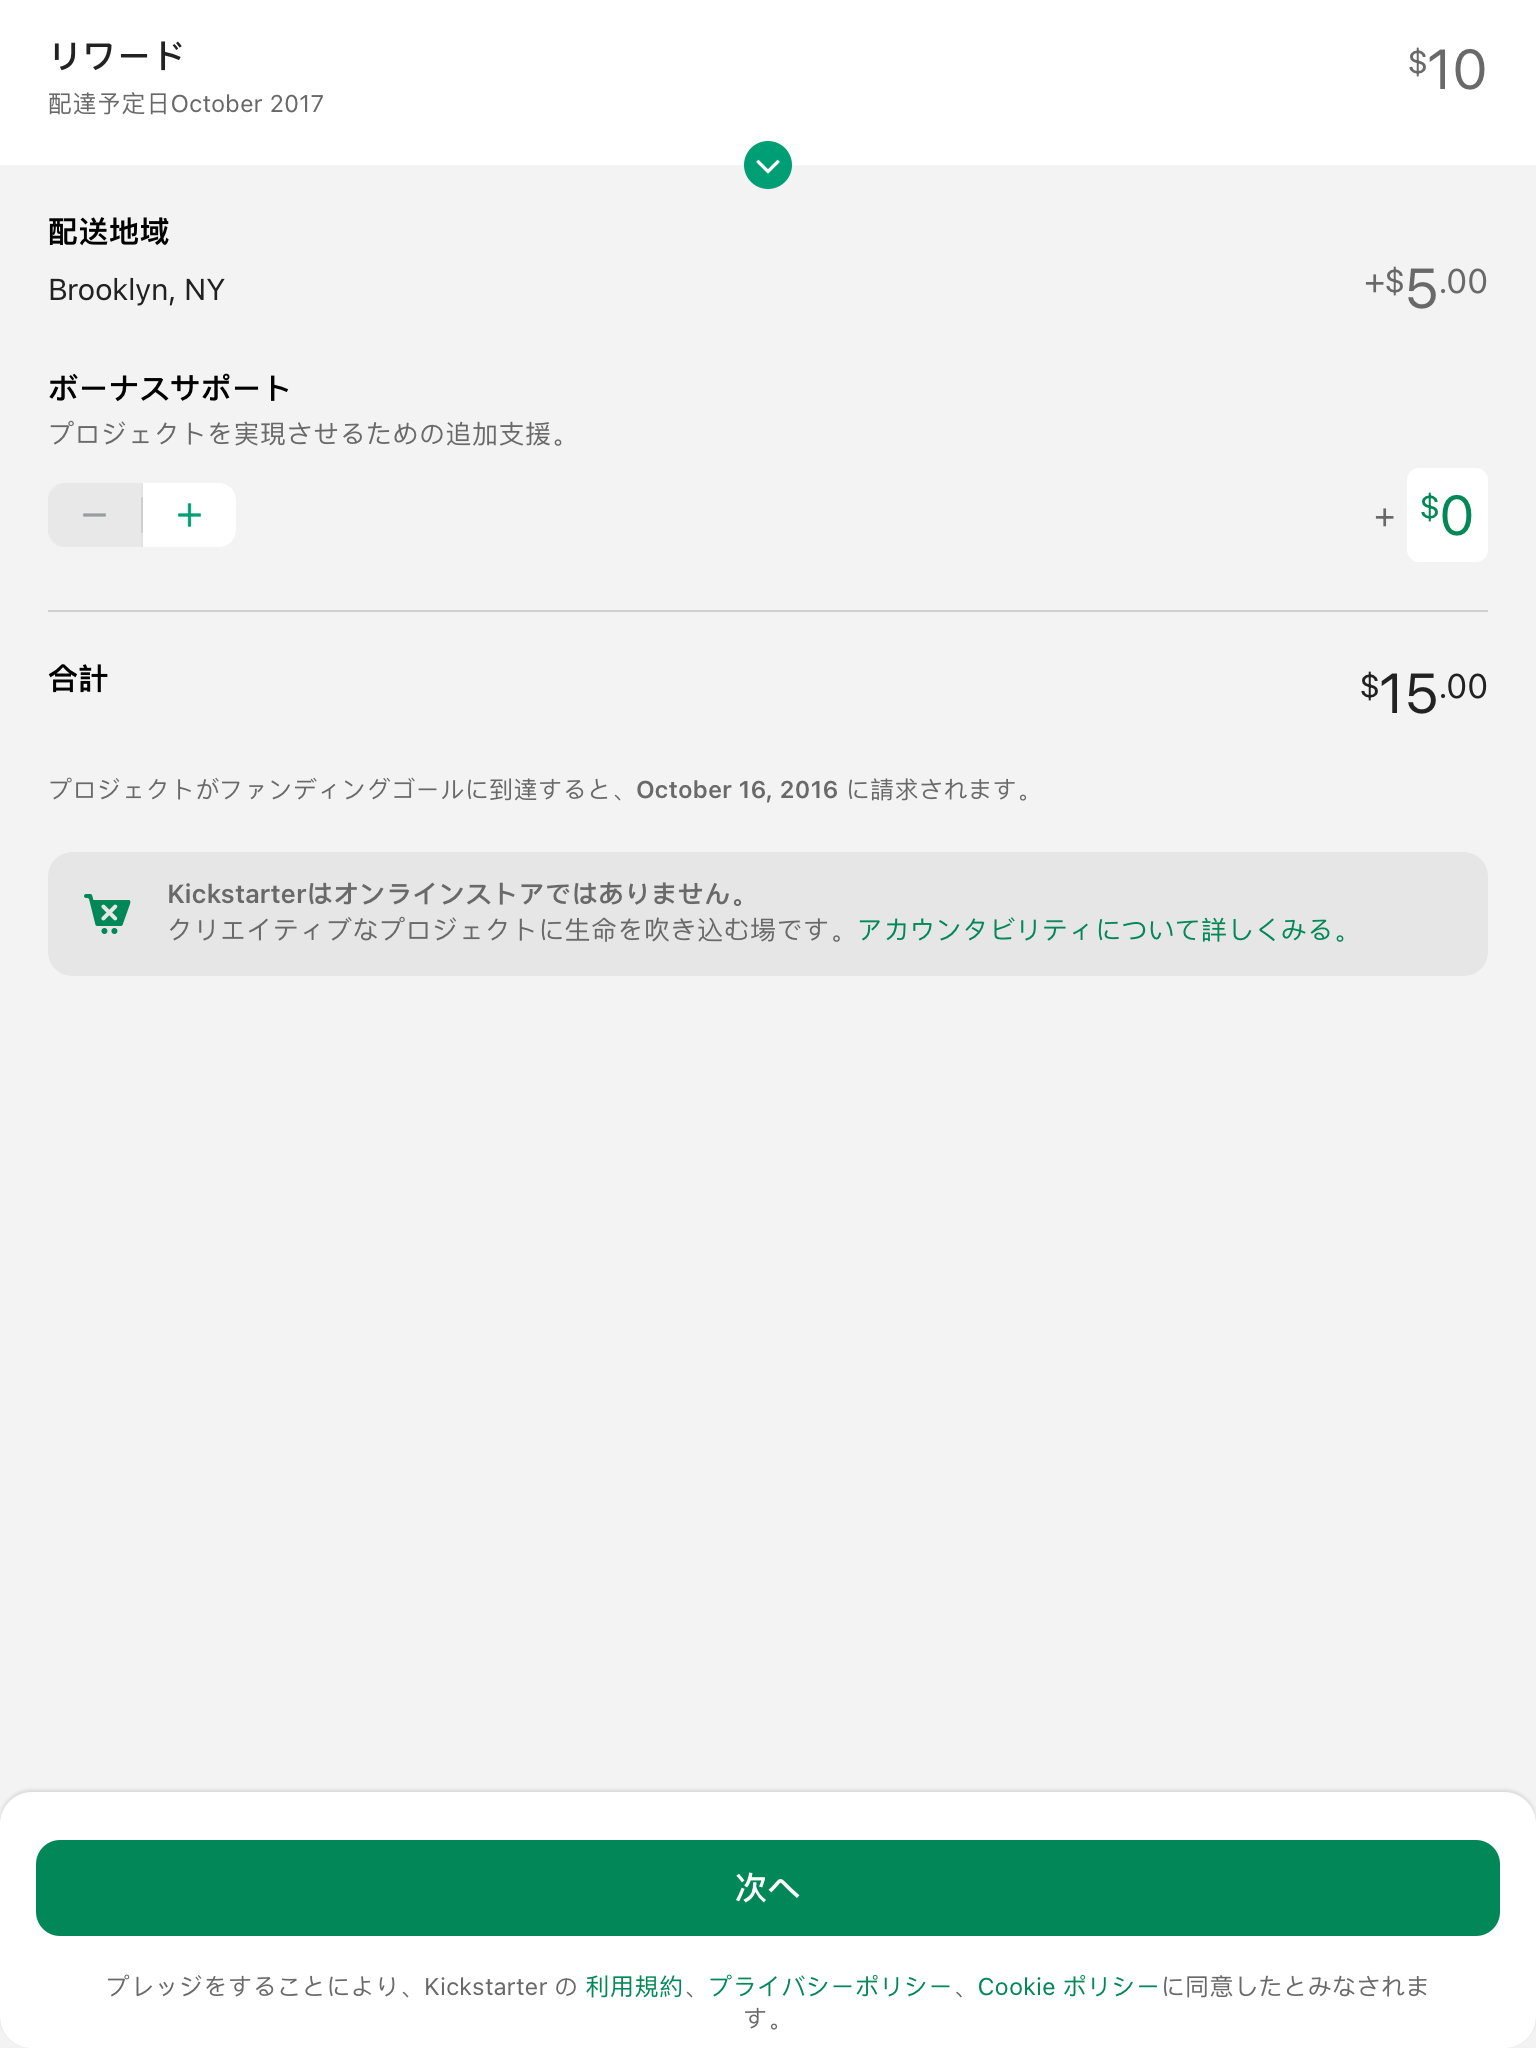 リワード
$10
配達予定日October 2017
配送地域
Brooklyn, NY
+$5.00
ボーナスサポート
プロジェクトを実現させるための追加支援。
+ $0
合計
$15.00
プロジェクトがファンディングゴールに到達すると、October 16, 2016 に請求されます。
Kickstarterはオンラインストアではありません。
クリエイティブなプロジェクトに生命を吹き込む場です。アカウンタビリティについて詳しくみる。
次へ
プレッジをすることにより、Kickstarter の 利用規約、プライバシーポリシー、Cookie ポリシーに同意したとみなされま
す。